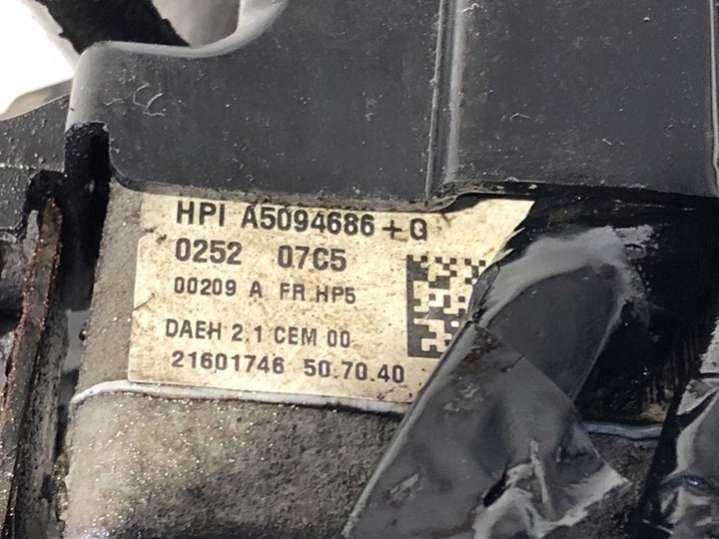 HPI A5094686+G
0252 07C5
00209 A FR HP5
DAEH 2.1 CEM 00
21601746 50.70.40